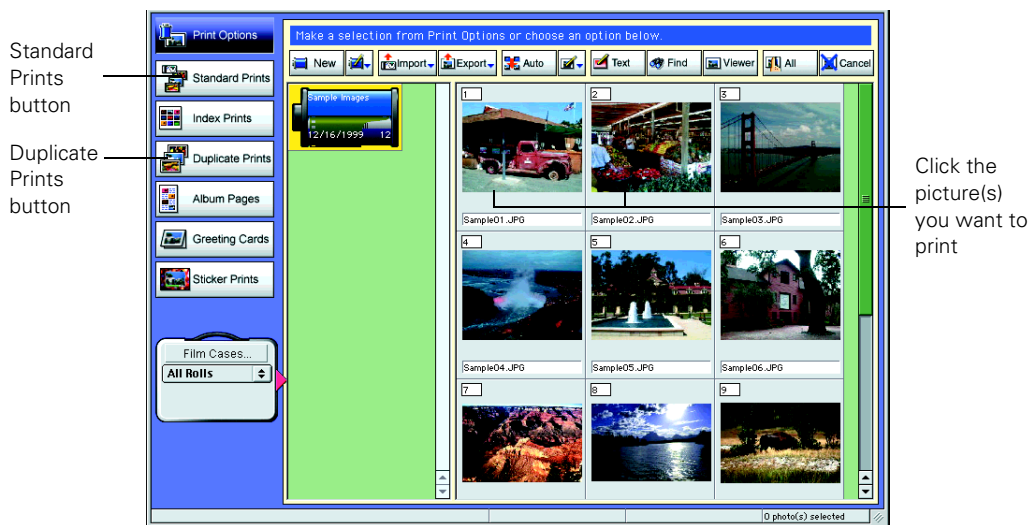 Standard
Prints
button
Duplicate
Prints
button
Print Options
Standard Prints
Index Prints
Duplicate Prints
Album Pages
Greeting Cards
Sticker Prints
Film Cases...
All Rolls
Make a selection from Print Options or choose an option below.
New
Import
Export
Auto
Text
Find
Viewer
All
Cancel
Sample Images
12/16/1999 12
1
2
3
Sample01.JPG
Sample02.JPG
Sample03.JPG
4
5
6
Sample04.JPG
Sample05.JPG
Sample06.JPG
7
8
9
0 photo(s) selected
Click the
picture(s)
you want to
print